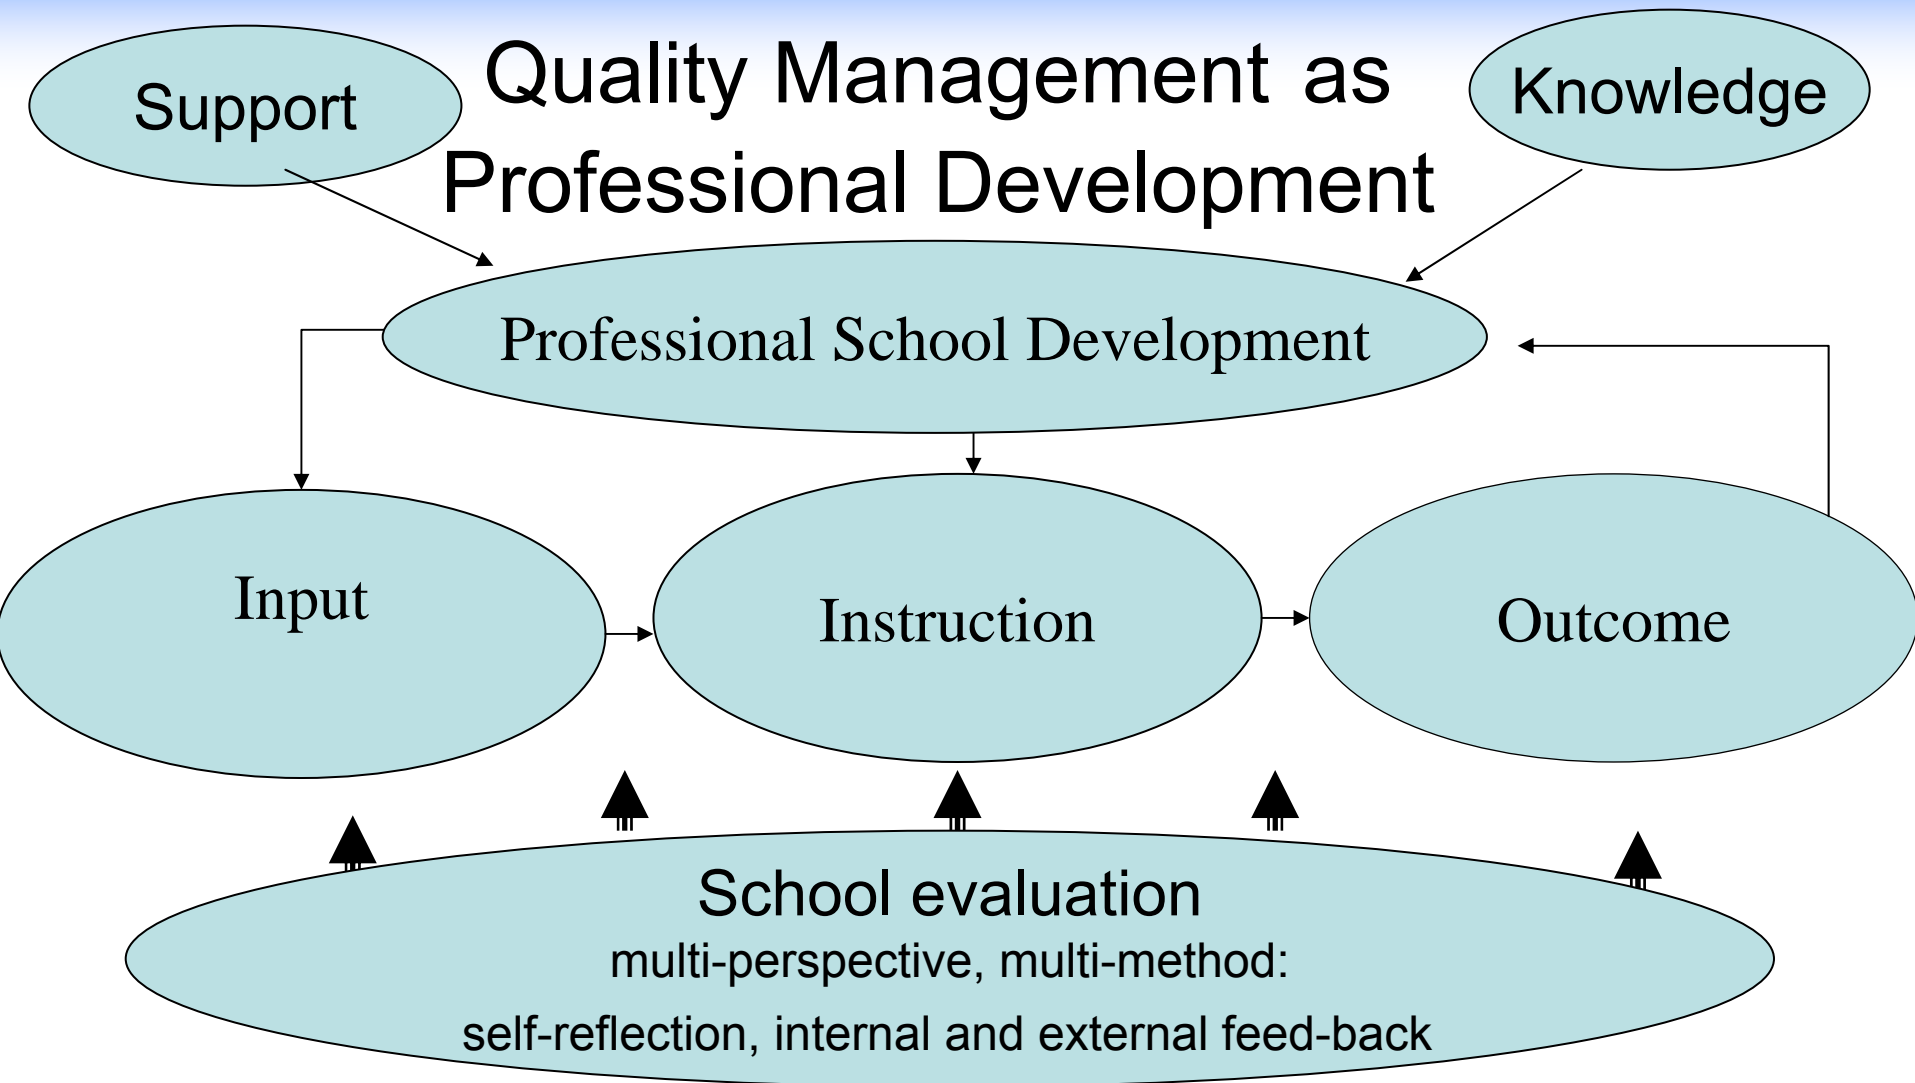 Support
Quality Management as
Professional Development
Knowledge
Professional School Development
Input
Instruction
Outcome
School evaluation
multi-perspective, multi-method:
self-reflection, internal and external feed-back